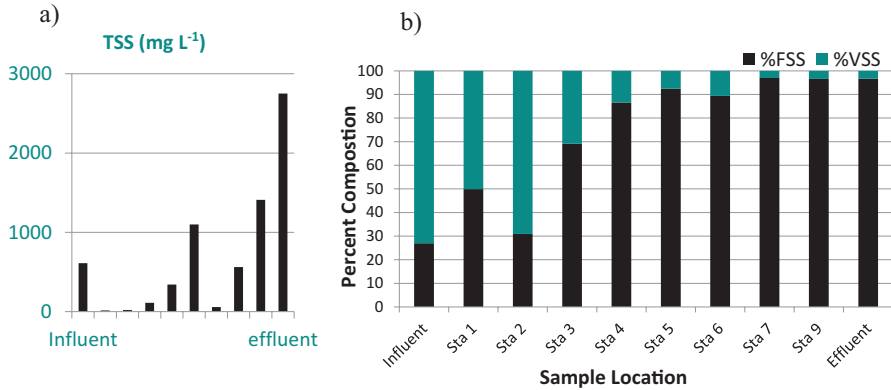 a)
TSS (mg L⁻¹)
3000
2000
1000
0
Influent effluent
b)
%FSS %VSS
100
90
80
70
60
50
40
30
20
10
0
Percent Compostion
Influent Sta 1 Sta 2 Sta 3 Sta 4 Sta 5 Sta 6 Sta 7 Sta 9 Effluent
Sample Location